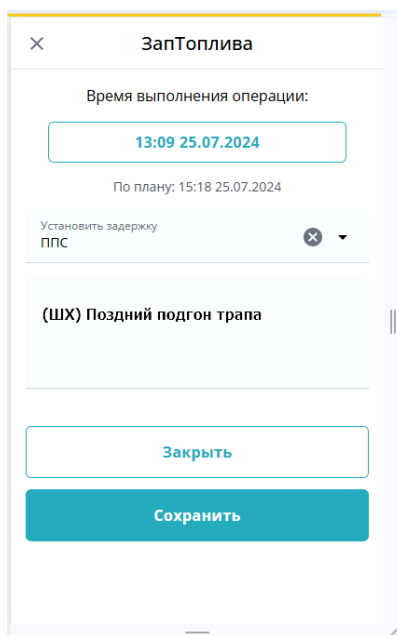 ЗапТоплива
Время выполнения операции:
13:09 25.07.2024
По плану: 15:18 25.07.2024
Установить задержку
ППС
(ШХ) Поздний подгон трапа
Закрыть
Сохранить